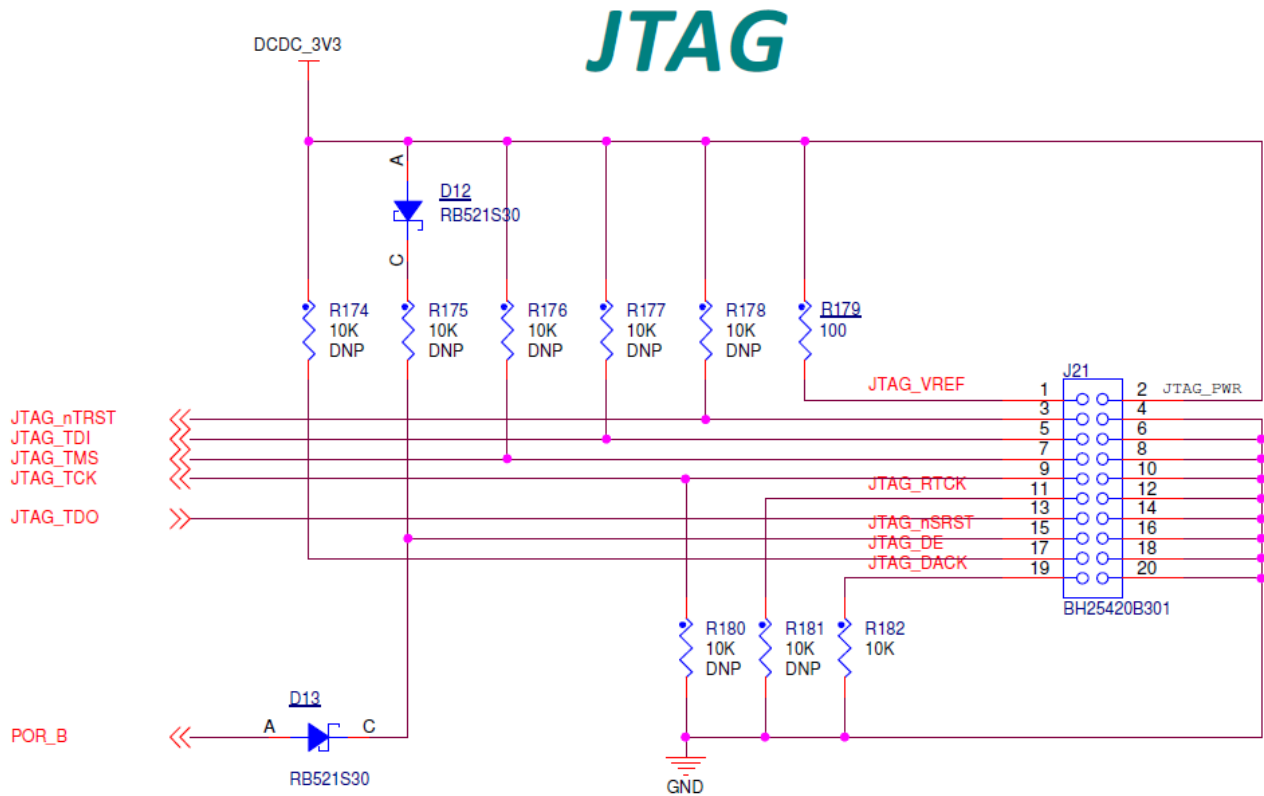 JTAG
DCDC_3V3
A
D12
RB521S30
C
R174
10K
DNP
R175
10K
DNP
R176
10K
DNP
R177
10K
DNP
R178
10K
DNP
R179
100
J21
JTAG_VREF
1
2
JTAG_PWR
JTAG_nTRST
3
4
JTAG_TDI
5
6
JTAG_TMS
7
8
JTAG_TCK
9
10
JTAG_RTCK
11
12
JTAG_TDO
13
14
JTAG_nSRST
15
16
JTAG_DE
17
18
JTAG_DACK
19
20
BH25420B301
R180
10K
DNP
R181
10K
DNP
R182
10K
D13
POR_B
A
C
RB521S30
GND